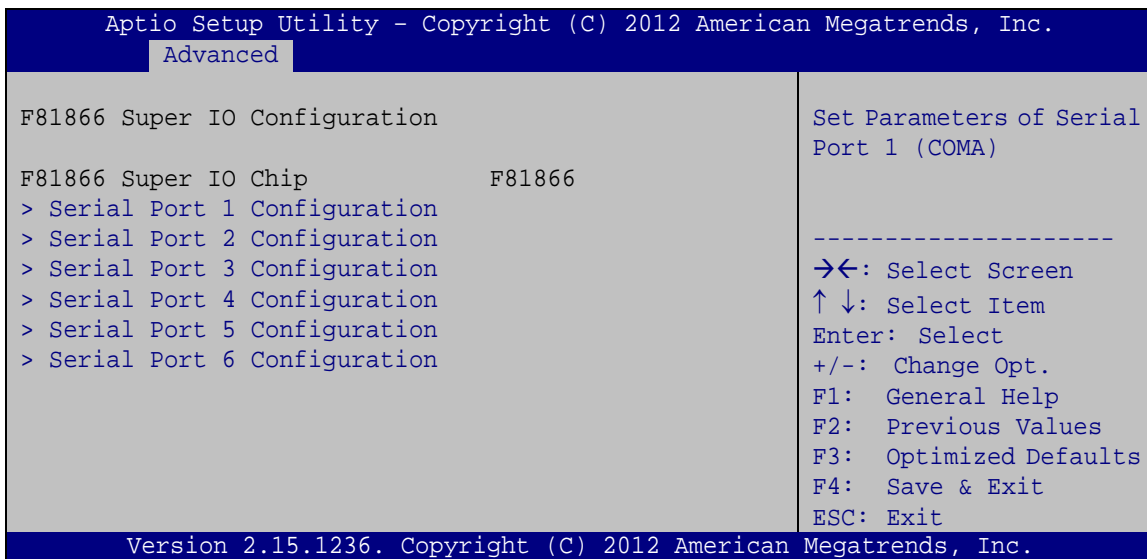 Aptio Setup Utility – Copyright (C) 2012 American Megatrends, Inc.
Advanced
F81866 Super IO Configuration
F81866 Super IO Chip F81866
> Serial Port 1 Configuration
> Serial Port 2 Configuration
> Serial Port 3 Configuration
> Serial Port 4 Configuration
> Serial Port 5 Configuration
> Serial Port 6 Configuration
Set Parameters of Serial
Port 1 (COMA)
---------------------
→←: Select Screen
↑ ↓: Select Item
Enter: Select
+/-: Change Opt.
F1: General Help
F2: Previous Values
F3: Optimized Defaults
F4: Save & Exit
ESC: Exit
Version 2.15.1236. Copyright (C) 2012 American Megatrends, Inc.